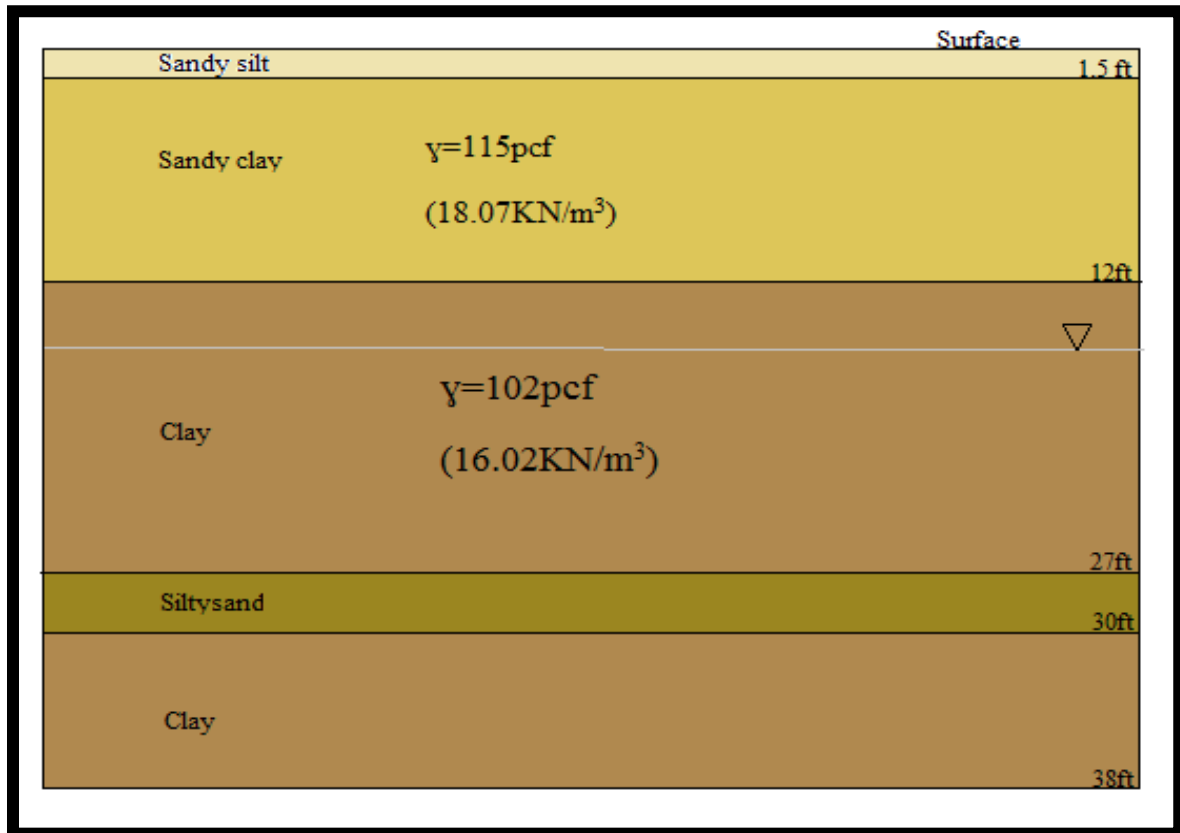 Surface
Sandy silt
1.5 ft
Sandy clay
ɣ=115pcf
(18.07KN/m³)
12ft
ɣ=102pcf
Clay
(16.02KN/m³)
27ft
Siltysand
30ft
Clay
38ft